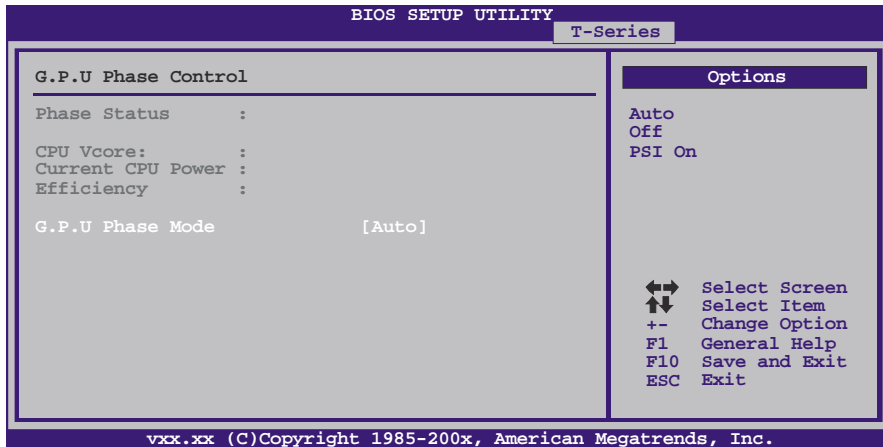 BIOS SETUP UTILITY
T-Series
G.P.U Phase Control
Phase Status :
CPU Vcore: :
Current CPU Power :
Efficiency :
G.P.U Phase Mode [Auto]
Options
Auto
Off
PSI On
Select Screen
Select Item
+- Change Option
F1 General Help
F10 Save and Exit
ESC Exit
vxx.xx (C)Copyright 1985-200x, American Megatrends, Inc.